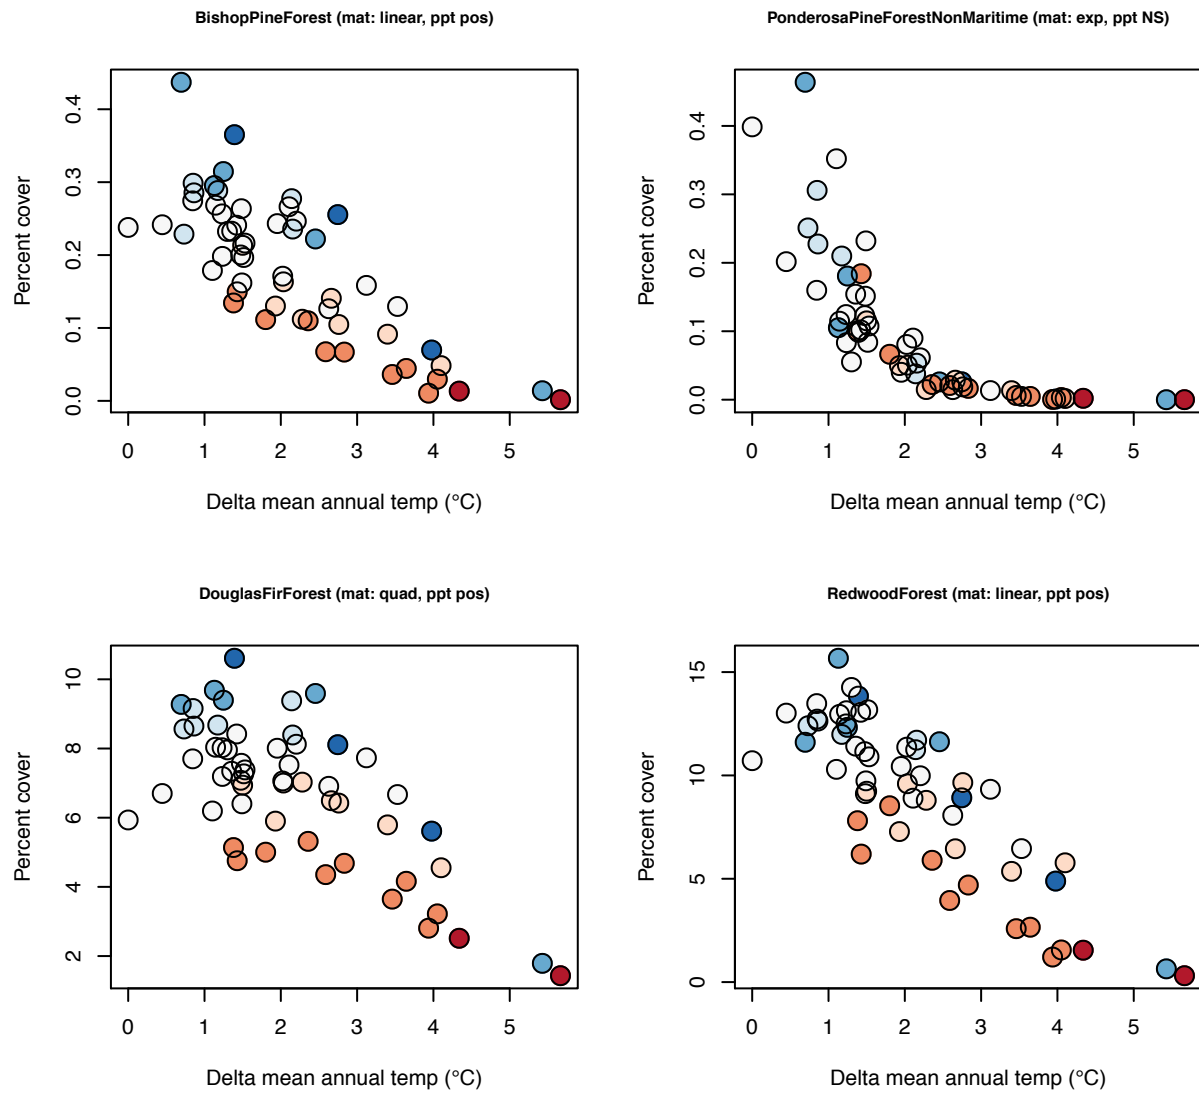 BishopPineForest (mat: linear, ppt pos)
Percent cover
0.0 0.1 0.2 0.3 0.4
0 1 2 3 4 5
Delta mean annual temp (°C)
PonderosaPineForestNonMaritime (mat: exp, ppt NS)
Percent cover
0.0 0.1 0.2 0.3 0.4
0 1 2 3 4 5
Delta mean annual temp (°C)
DouglasFirForest (mat: quad, ppt pos)
Percent cover
2 4 6 8 10
0 1 2 3 4 5
Delta mean annual temp (°C)
RedwoodForest (mat: linear, ppt pos)
Percent cover
0 5 10 15
0 1 2 3 4 5
Delta mean annual temp (°C)